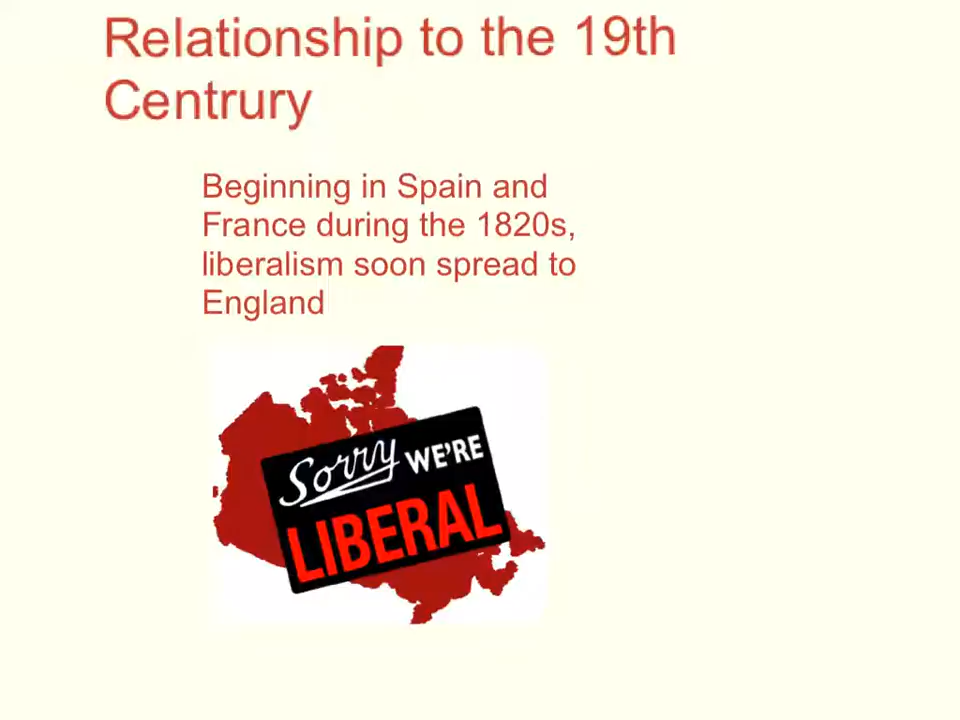 Relationship to the 19th
Centrury
Beginning in Spain and
France during the 1820s,
liberalism soon spread to
England
Sorry WE'RE
LIBERAL